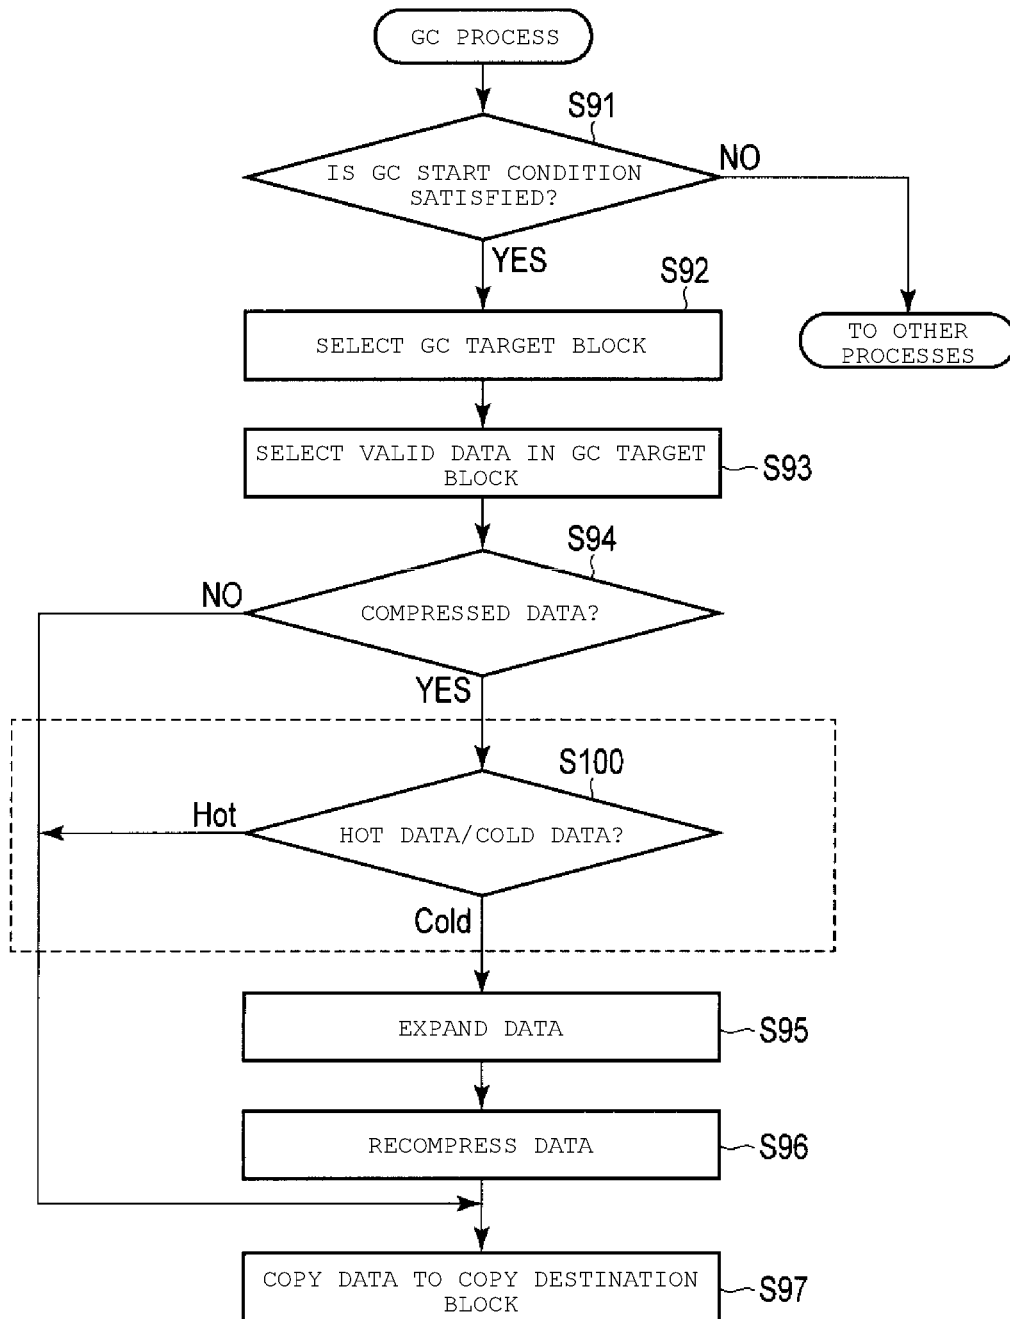 GC PROCESS
S91
IS GC START CONDITION
SATISFIED?
NO
YES
S92
SELECT GC TARGET BLOCK
TO OTHER
PROCESSES
SELECT VALID DATA IN GC TARGET
BLOCK
S93
S94
NO
COMPRESSED DATA?
YES
S100
Hot
HOT DATA/COLD DATA?
Cold
EXPAND DATA
S95
RECOMPRESS DATA
S96
COPY DATA TO COPY DESTINATION
BLOCK
S97